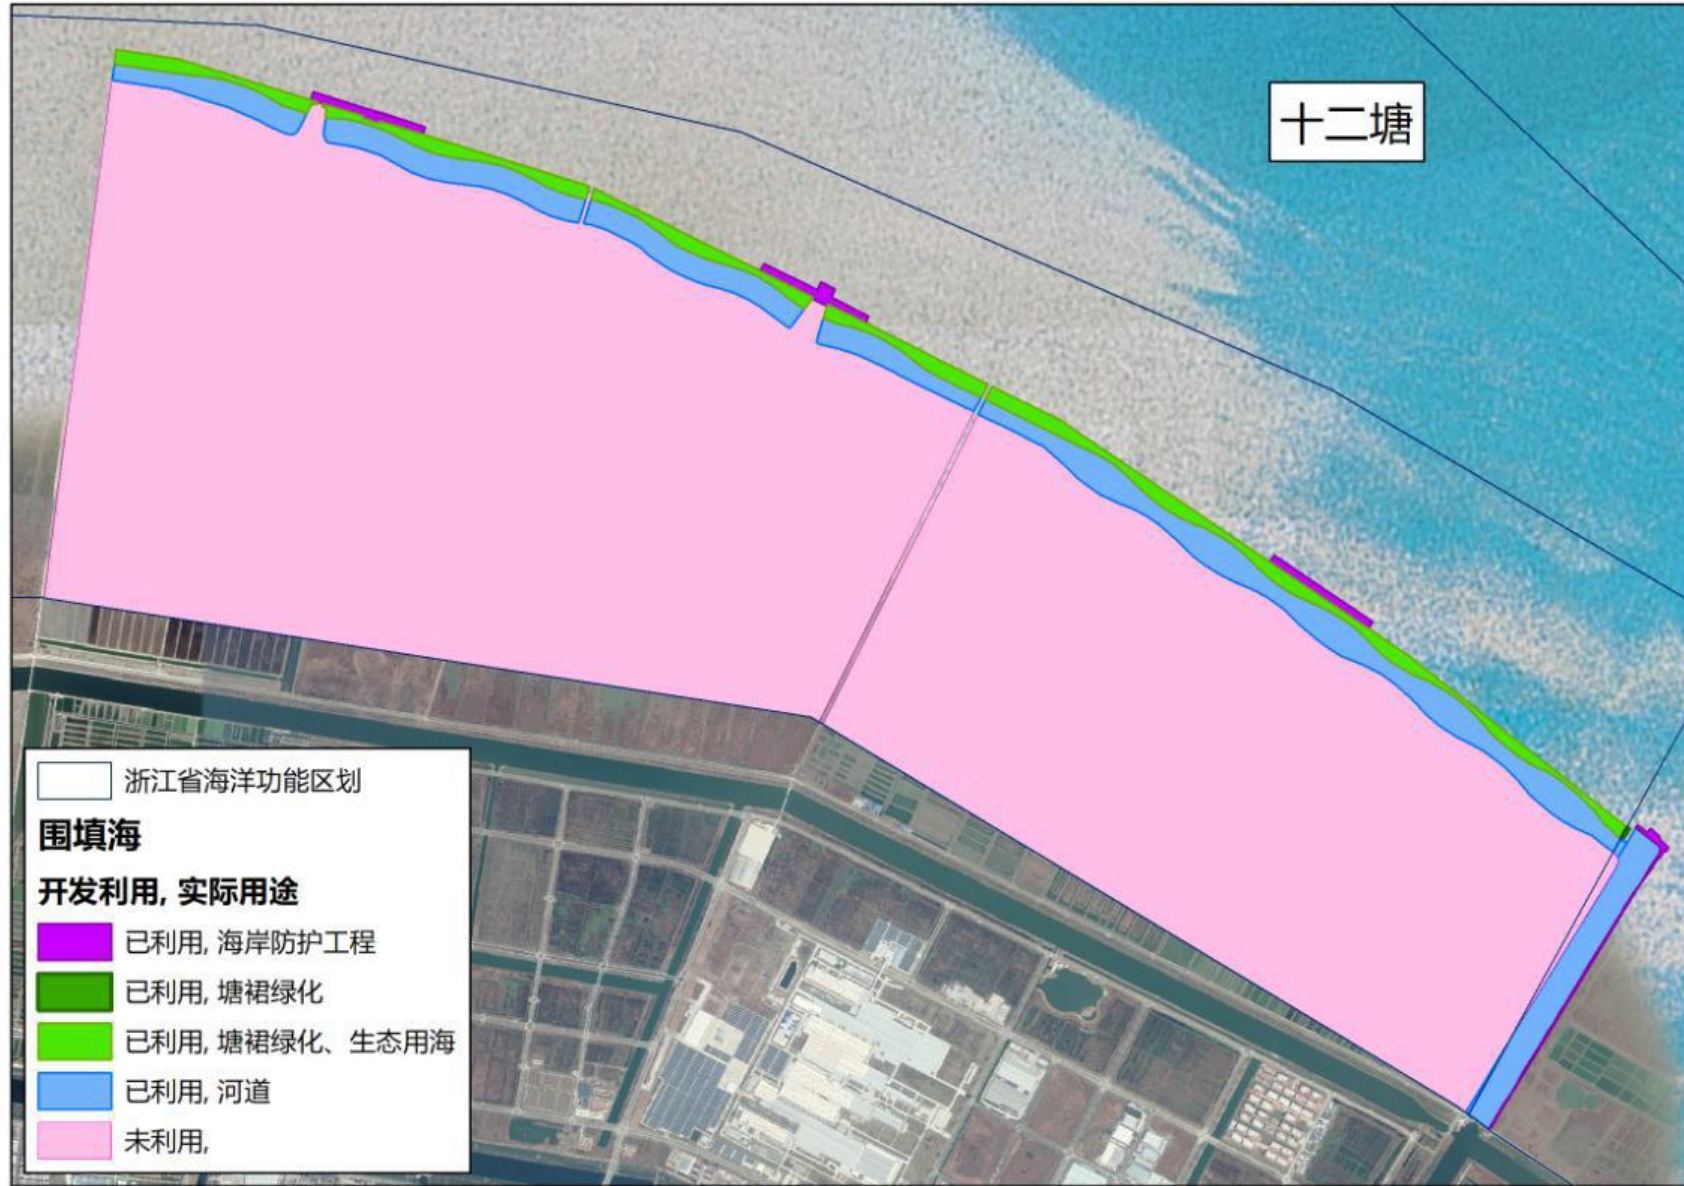 十二塘
浙江省海洋功能区划
围填海
开发利用, 实际用途
已利用, 海岸防护工程
已利用, 塘裙绿化
已利用, 塘裙绿化、生态用海
已利用, 河道
未利用,